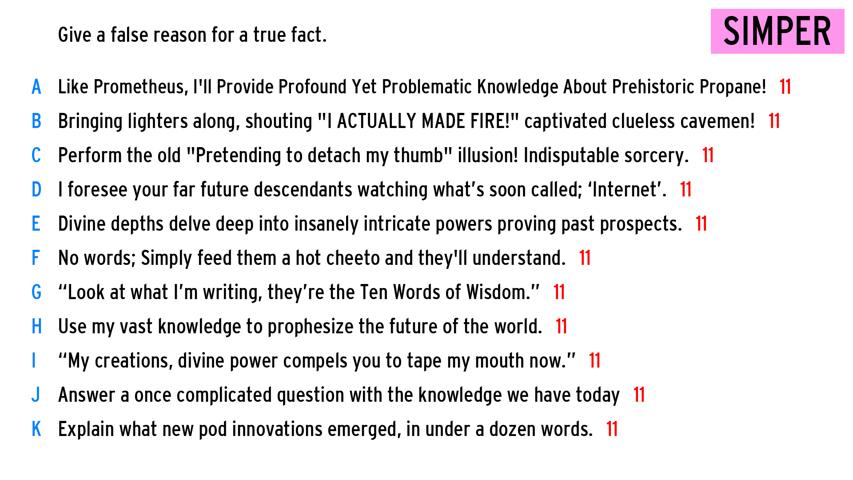 Give a false reason for a true fact.
SIMPER
A Like Prometheus, I'll Provide Profound Yet Problematic Knowledge About Prehistoric Propane! 11
B Bringing lighters along, shouting "I ACTUALLY MADE FIRE!" captivated clueless cavemen! 11
C Perform the old "Pretending to detach my thumb" illusion! Indisputable sorcery. 11
D I foresee your far future descendants watching what's soon called; ‘Internet’. 11
E Divine depths delve deep into insanely intricate powers proving past prospects. 11
F No words; Simply feed them a hot cheeto and they'll understand. 11
G “Look at what I’m writing, they’re the Ten Words of Wisdom.” 11
H Use my vast knowledge to prophesize the future of the world. 11
I “My creations, divine power compels you to tape my mouth now.” 11
J Answer a once complicated question with the knowledge we have today 11
K Explain what new pod innovations emerged, in under a dozen words. 11